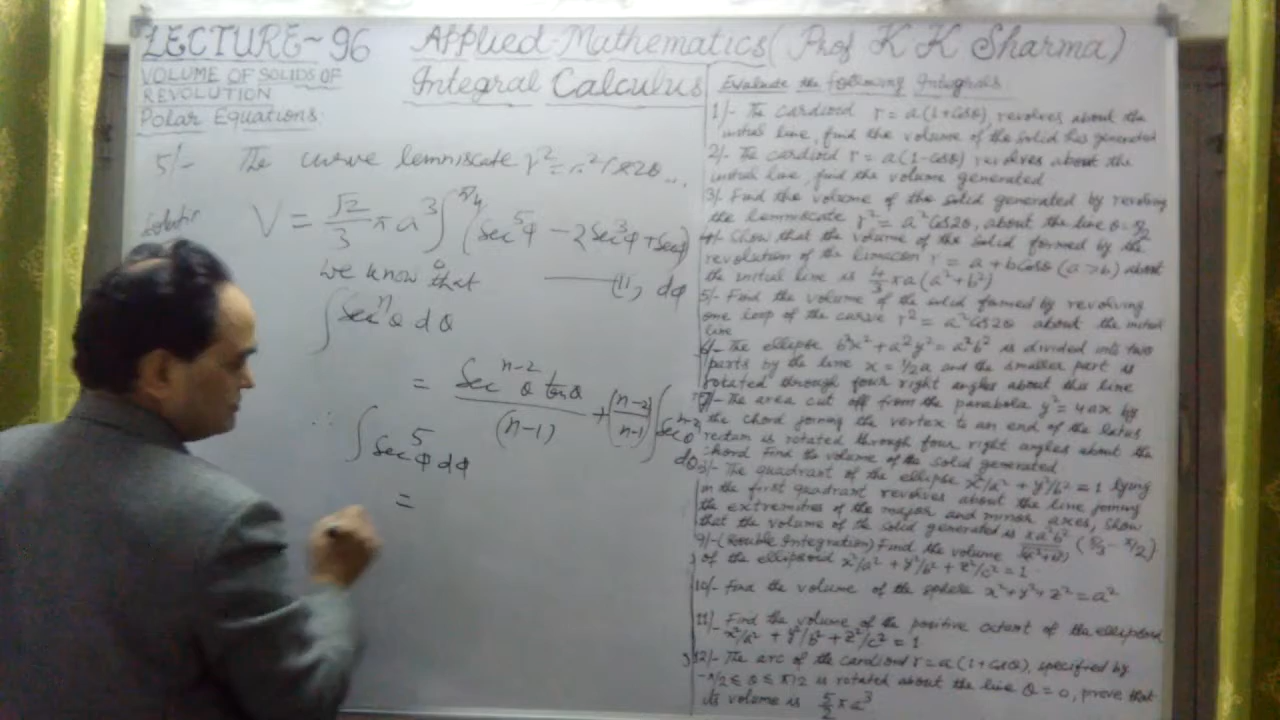 LECTURE-96
Applied-Mathematics (Prof K K Sharma)
Integral Calculus
VOLUME OF SOLIDS OF
REVOLUTION
Polar Equations.
5/- The curve lemniscate r² =
V = √2/3 π a³ ∫₀^π/4 (Sec⁵φ - 2Sec³φ + Secφ)
we know that ——— (1), dφ
∫ Secⁿθ dθ
= Secⁿ⁻²θ tanθ / (n-1) + (n-2/n-1) ∫ Secⁿ⁻²θ dθ
∴ ∫ Sec⁵φ dφ
=
Evaluate the following Integrals
1/- The cardioid r = a(1+cosθ), revolves about the
initial line, find the volume of the solid generated
2/- The cardioid r = a(1-cosθ) revolves about the
initial line, find the volume generated
3/- Find the volume of the solid generated by revolving
the lemniscate r² = a² Cos2θ, about the line θ = π/2
4/- Show that the volume of the solid formed by the
revolution of the limacon r = a + bcosθ (a>b) about
the initial line is 4/3 πa(a²+b²)
5/- Find the volume of the solid formed by revolving
one loop of the curve r² = a² Cos2θ about the initial
line
6/- The ellipse b²x² + a²y² = a²b² is divided into two
parts by the line x = 1/2a and the smaller part is
rotated through four right angles about this line
7/- The area cut off from the parabola y² = 4ax by
the chord joining the vertex to an end of the latus
rectum is rotated through four right angles about the
chord Find the volume of the solid generated
8/- The quadrant of the ellipse x²/a² + y²/b² = 1 lying
in the first quadrant revolves about the line joining
the extremities of the major and minor axes, Show
that the volume of the solid generated is πa²b²/√(a²+b²) (5/3 - π/2)
9/- (Double Integration) Find the volume
of the ellipsoid x²/a² + y²/b² + z²/c² = 1
10/- Find the volume of the sphere x²+y²+z² = a²
11/- Find the volume of the positive octant of the ellipsoid
x²/a² + y²/b² + z²/c² = 1
12/- The arc of the cardioid r = a(1+cosθ), specified by
-π/2 ≤ θ ≤ π/2 is rotated about the line θ = 0, prove that
its volume is 5/2 πa³